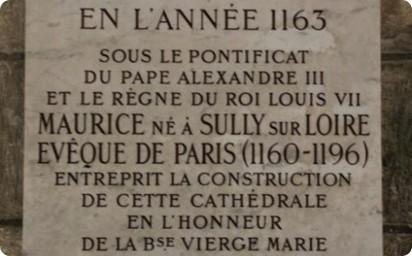 EN L'ANNÉE 1163
SOUS LE PONTIFICAT
DU PAPE ALEXANDRE III
ET LE RÈGNE DU ROI LOUIS VII
MAURICE NÉ À SULLY SUR LOIRE
EVÊQUE DE PARIS (1160-1196)
ENTREPRIT LA CONSTRUCTION
DE CETTE CATHÉDRALE
EN L'HONNEUR
DE LA BSE VIERGE MARIE